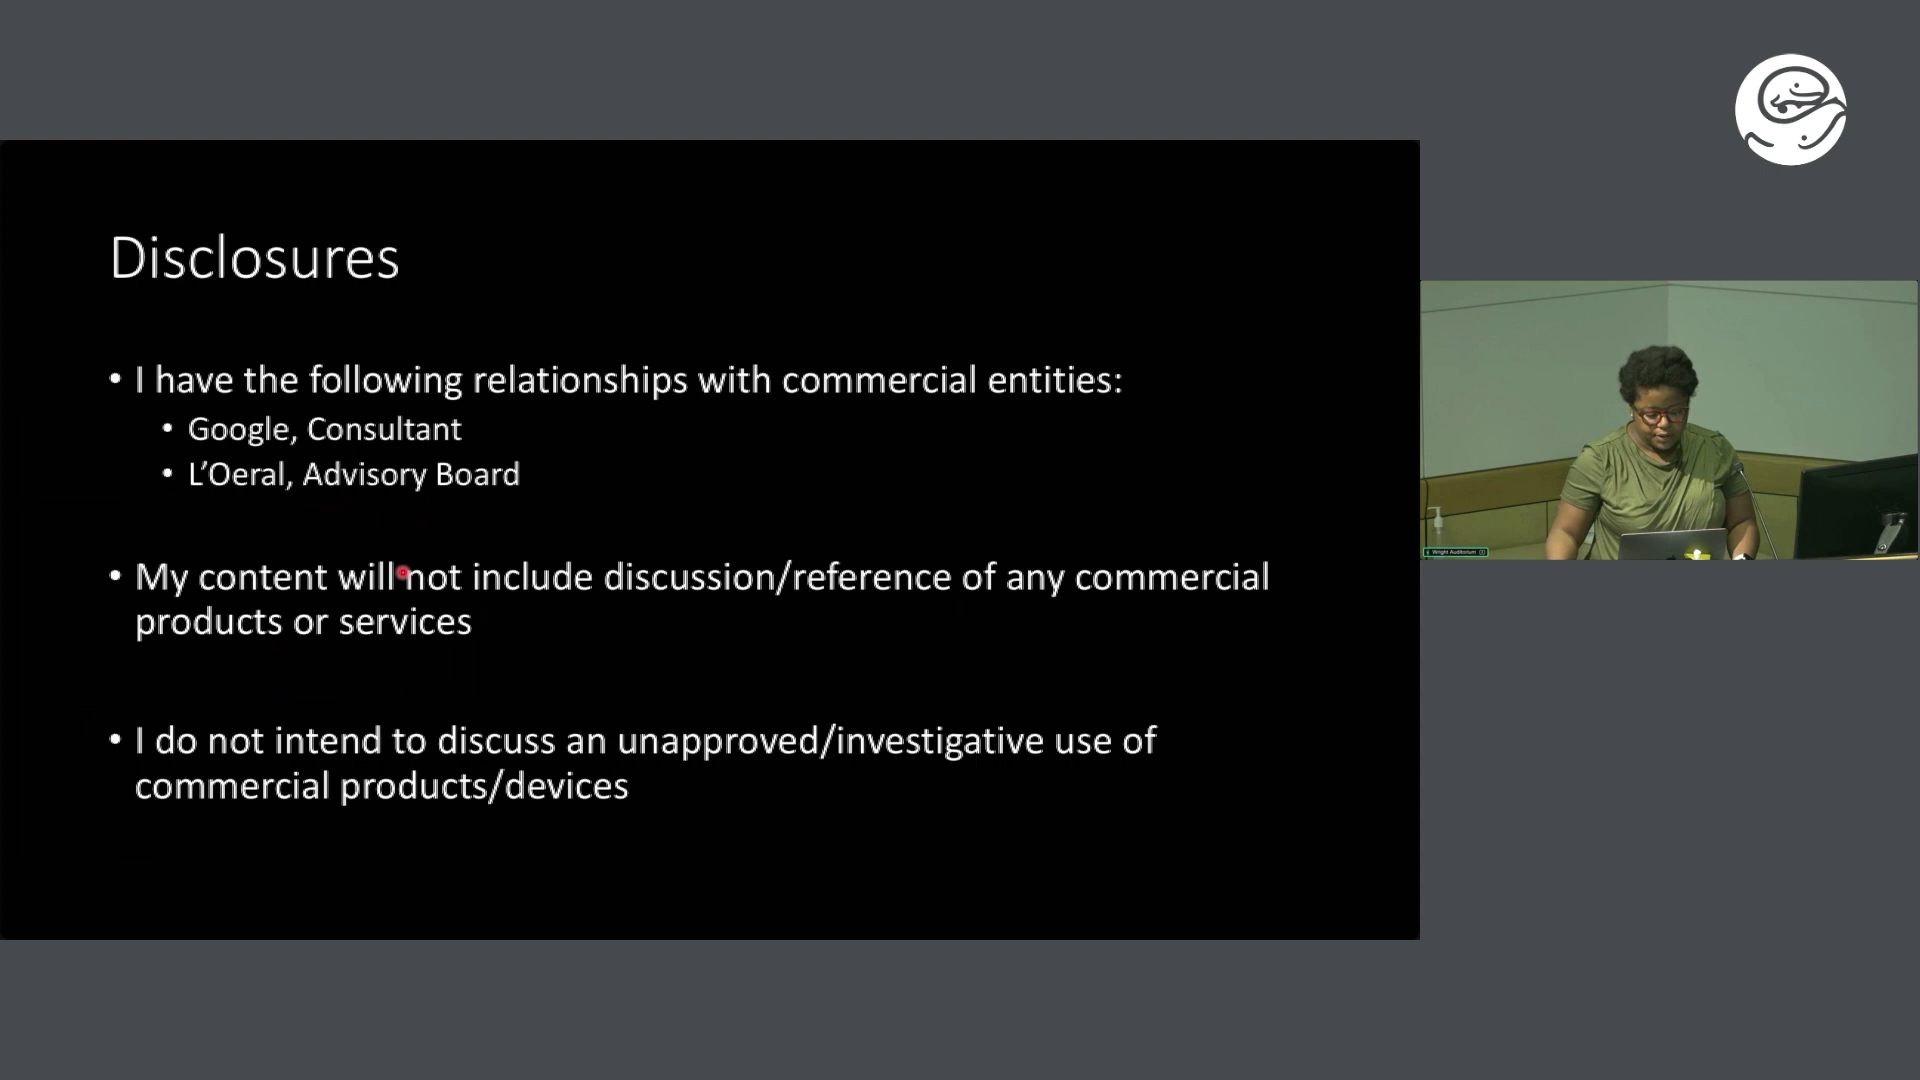 Disclosures
• I have the following relationships with commercial entities:
• Google, Consultant
• L’Oeral, Advisory Board
• My content will not include discussion/reference of any commercial
products or services
• I do not intend to discuss an unapproved/investigative use of
commercial products/devices
Wright Auditorium